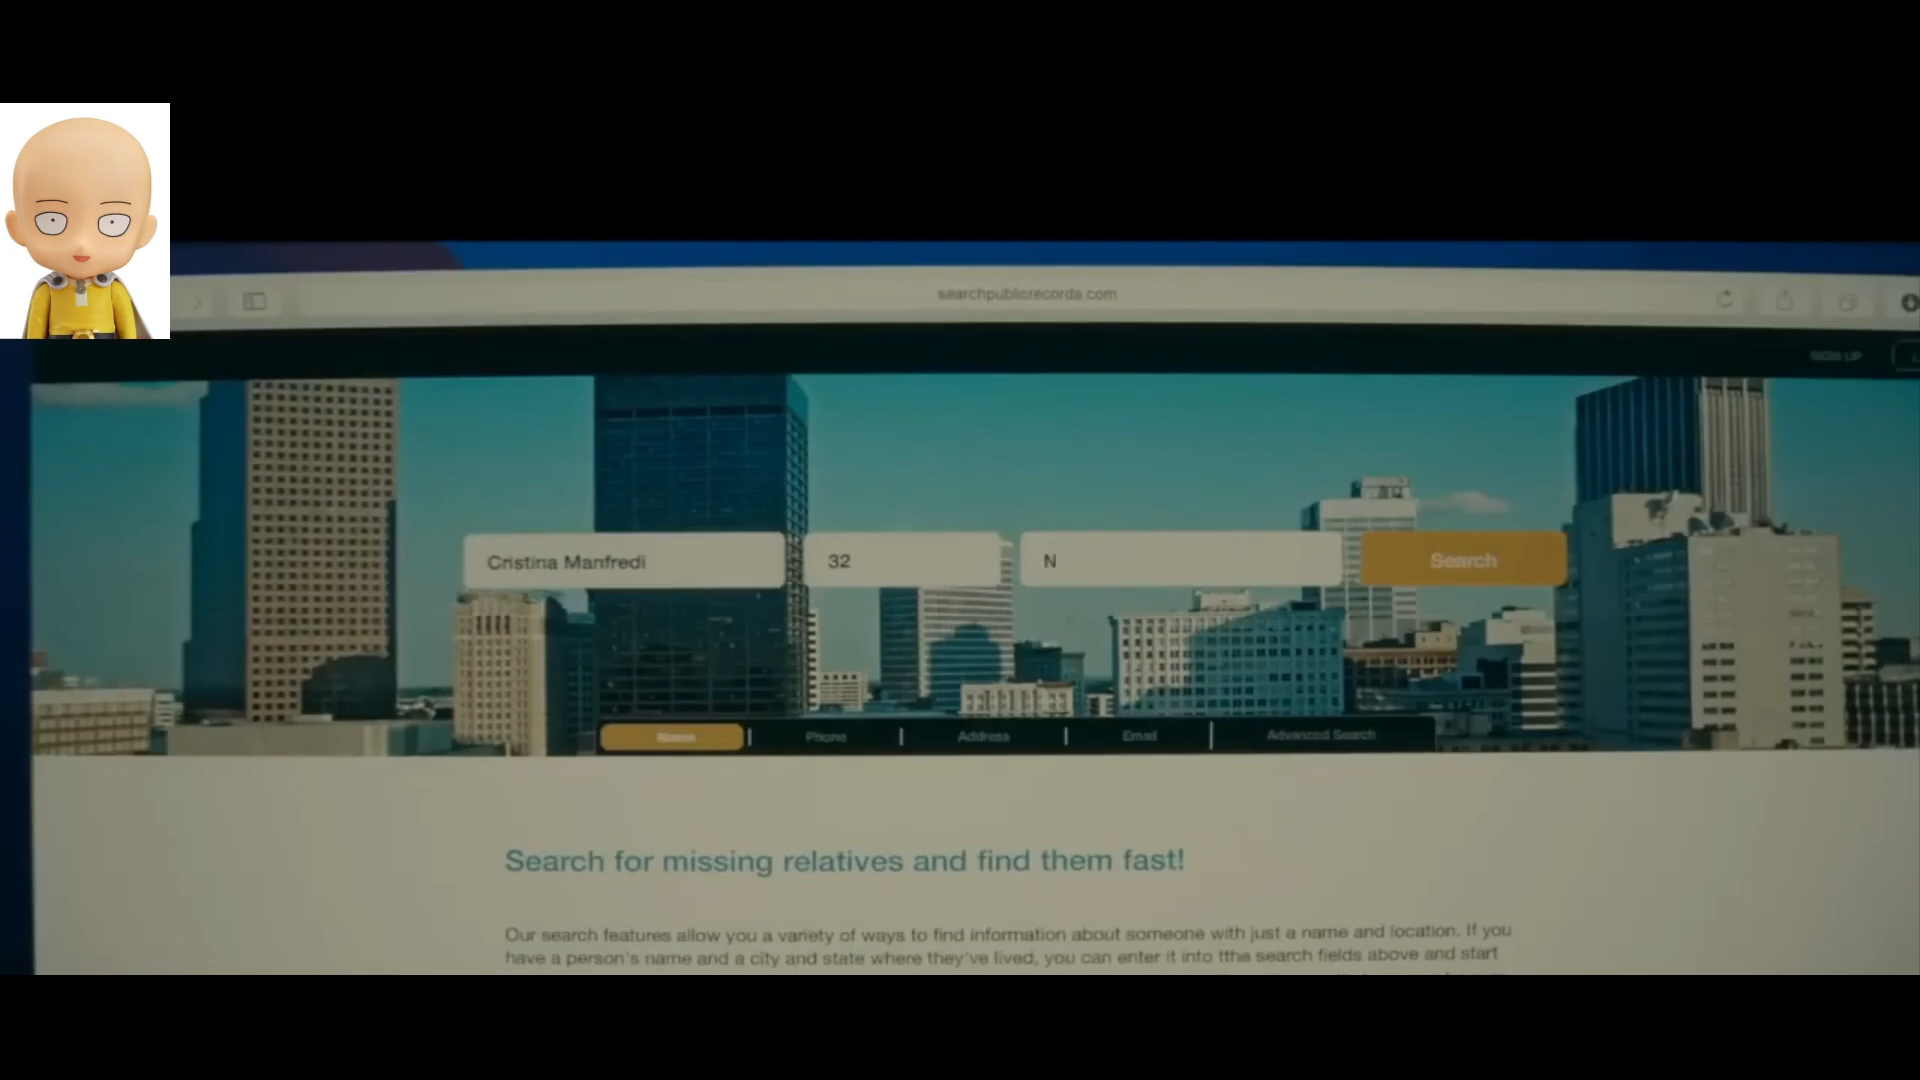 searchpublicrecords.com
SIGN UP
Cristina Manfredi
32
N
Search
Name
Phone
Address
Email
Advanced Search
Search for missing relatives and find them fast!
Our search features allow you a variety of ways to find information about someone with just a name and location. If you
have a person's name and a city and state where they've lived, you can enter it into tthe search fields above and start